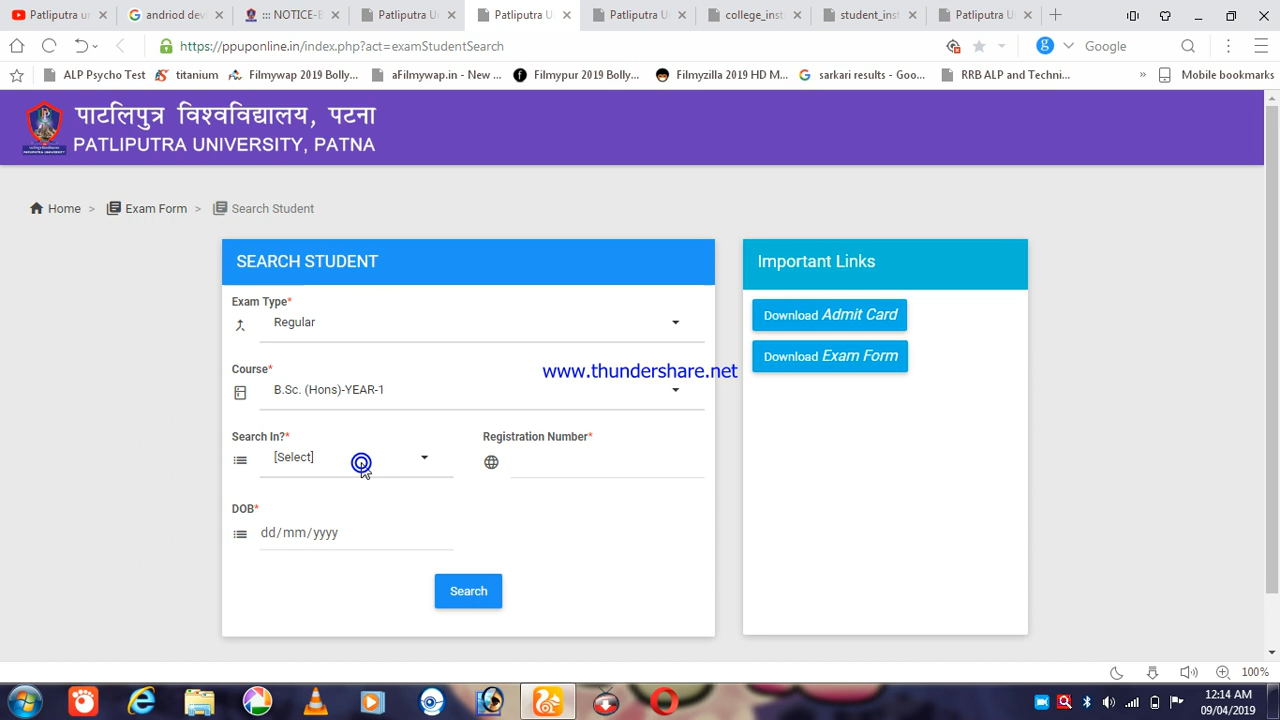 Patliputra un
andriod dev
::: NOTICE-B
Patliputra Un
Patliputra U
Patliputra U
college_inst
student_inst
Patliputra U
https://ppuponline.in/index.php?act=examStudentSearch
Google
ALP Psycho Test
titanium
Filmywap 2019 Bolly...
aFilmywap.in - New ...
Filmypur 2019 Bolly...
Filmyzilla 2019 HD M...
sarkari results - Goo...
RRB ALP and Techni...
»
Mobile bookmarks
पाटलिपुत्र विश्वविद्यालय, पटना
PATLIPUTRA UNIVERSITY, PATNA
Home > Exam Form > Search Student
SEARCH STUDENT
Important Links
Exam Type*
Regular
Download Admit Card
Download Exam Form
Course*
www.thundershare.net
B.Sc. (Hons)-YEAR-1
Search In?*
Registration Number*
[Select]
DOB*
dd/mm/yyyy
Search
100%
12:14 AM
09/04/2019